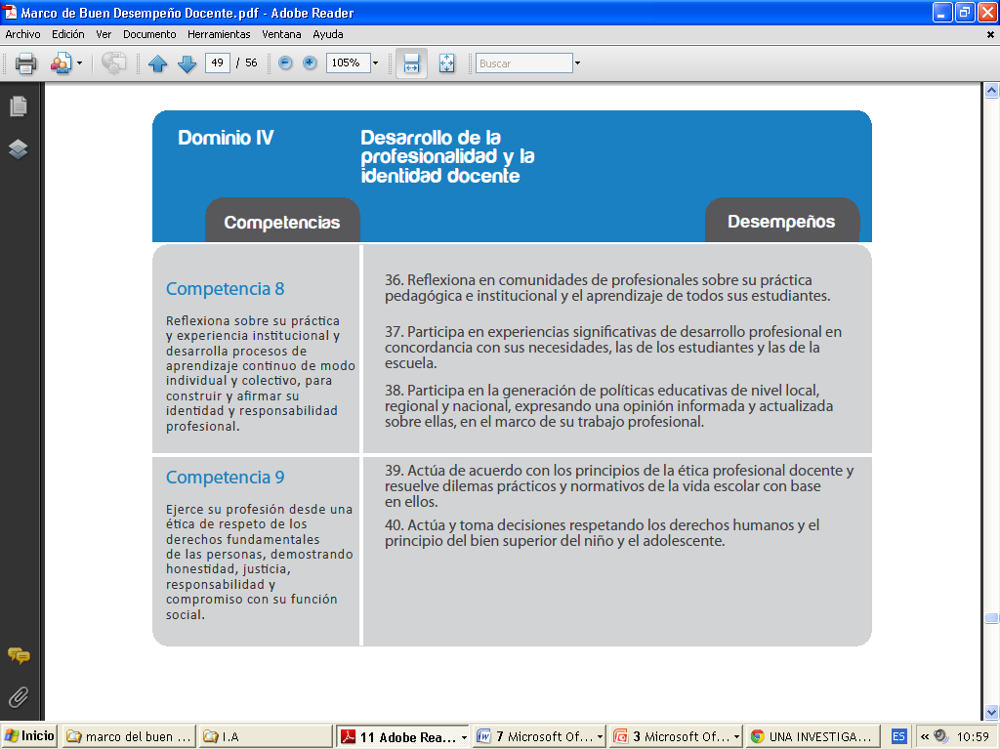 Marco de Buen Desempeño Docente.pdf - Adobe Reader
Archivo Edición Ver Documento Herramientas Ventana Ayuda
49 / 56 105% Buscar
Dominio IV
Desarrollo de la
profesionalidad y la
identidad docente
Competencias
Desempeños
Competencia 8
Reflexiona sobre su práctica
y experiencia institucional y
desarrolla procesos de
aprendizaje continuo de modo
individual y colectivo, para
construir y afirmar su
identidad y responsabilidad
profesional.
36. Reflexiona en comunidades de profesionales sobre su práctica
pedagógica e institucional y el aprendizaje de todos sus estudiantes.
37. Participa en experiencias significativas de desarrollo profesional en
concordancia con sus necesidades, las de los estudiantes y las de la
escuela.
38. Participa en la generación de políticas educativas de nivel local,
regional y nacional, expresando una opinión informada y actualizada
sobre ellas, en el marco de su trabajo profesional.
Competencia 9
Ejerce su profesión desde una
ética de respeto de los
derechos fundamentales
de las personas, demostrando
honestidad, justicia,
responsabilidad y
compromiso con su función
social.
39. Actúa de acuerdo con los principios de la ética profesional docente y
resuelve dilemas prácticos y normativos de la vida escolar con base
en ellos.
40. Actúa y toma decisiones respetando los derechos humanos y el
principio del bien superior del niño y el adolescente.
Inicio marco del buen ... I.A 11 Adobe Rea... 7 Microsoft Of... 3 Microsoft Of... UNA INVESTIGA... ES « 10:59